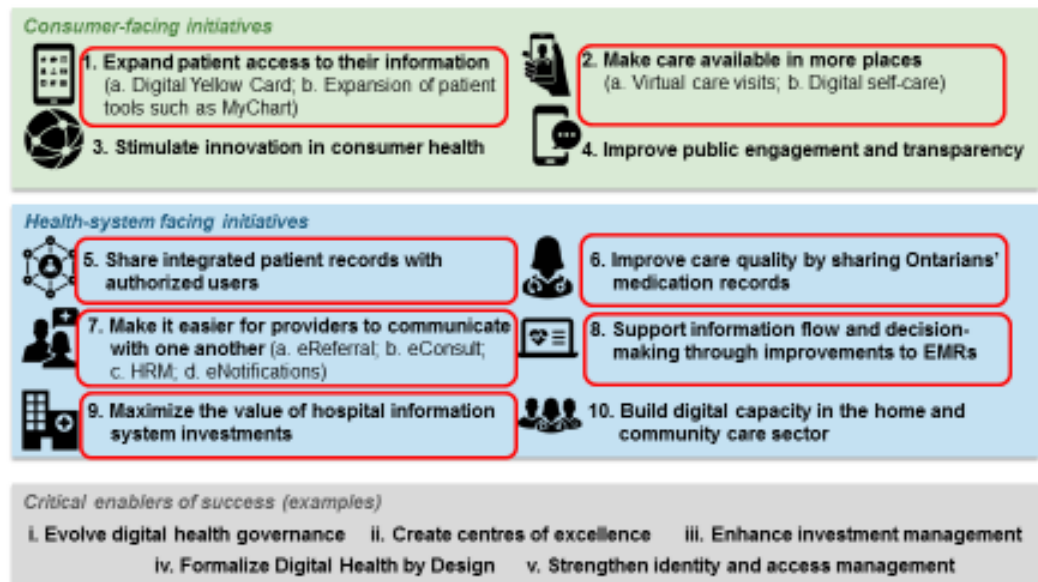 Consumer-facing initiatives
1. Expand patient access to their information
(a. Digital Yellow Card; b. Expansion of patient
tools such as MyChart)
2. Make care available in more places
(a. Virtual care visits; b. Digital self-care)
3. Stimulate innovation in consumer health
4. Improve public engagement and transparency
Health-system facing initiatives
5. Share integrated patient records with
authorized users
6. Improve care quality by sharing Ontarians'
medication records
7. Make it easier for providers to communicate
with one another (a. eReferral; b. eConsult;
c. HRM; d. eNotifications)
8. Support information flow and decision-
making through improvements to EMRs
9. Maximize the value of hospital information
system investments
10. Build digital capacity in the home and
community care sector
Critical enablers of success (examples)
i. Evolve digital health governance ii. Create centres of excellence iii. Enhance investment management
iv. Formalize Digital Health by Design v. Strengthen identity and access management